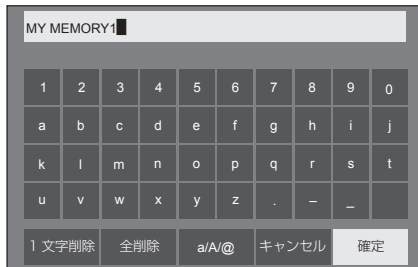 MY MEMORY1
1 2 3 4 5 6 7 8 9 0
a b c d e f g h i j
k l m n o p q r s t
u v w x y z . – _
1 文字削除 全削除 a/A/@ キャンセル 確定